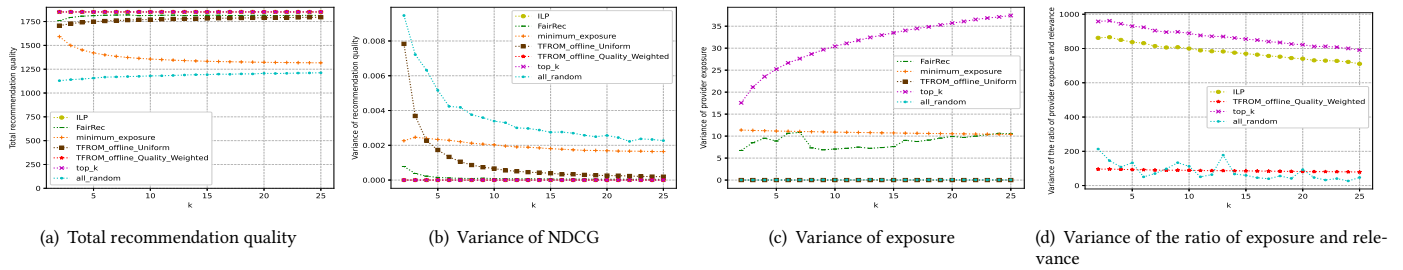 Total recommendation quality
1750
1500
1250
1000
750
500
250
0
ILP
FairRec
minimum_exposure
TFROM_offline_Uniform
TFROM_offline_Quality_Weighted
top_k
all_random
5
10
15
20
25
k
(a) Total recommendation quality
Variance of recommendation quality
0.008
0.006
0.004
0.002
0.000
ILP
FairRec
minimum_exposure
TFROM_offline_Uniform
TFROM_offline_Quality_Weighted
top_k
all_random
5
10
15
20
25
k
(b) Variance of NDCG
Variance of provider exposure
35
30
25
20
15
10
5
0
FairRec
minimum_exposure
TFROM_offline_Uniform
top_k
all_random
5
10
15
20
25
k
(c) Variance of exposure
Variance of the ratio of provider exposure and relevance
1000
800
600
400
200
0
ILP
TFROM_offline_Quality_Weighted
top_k
all_random
5
10
15
20
25
k
(d) Variance of the ratio of exposure and rele-
vance